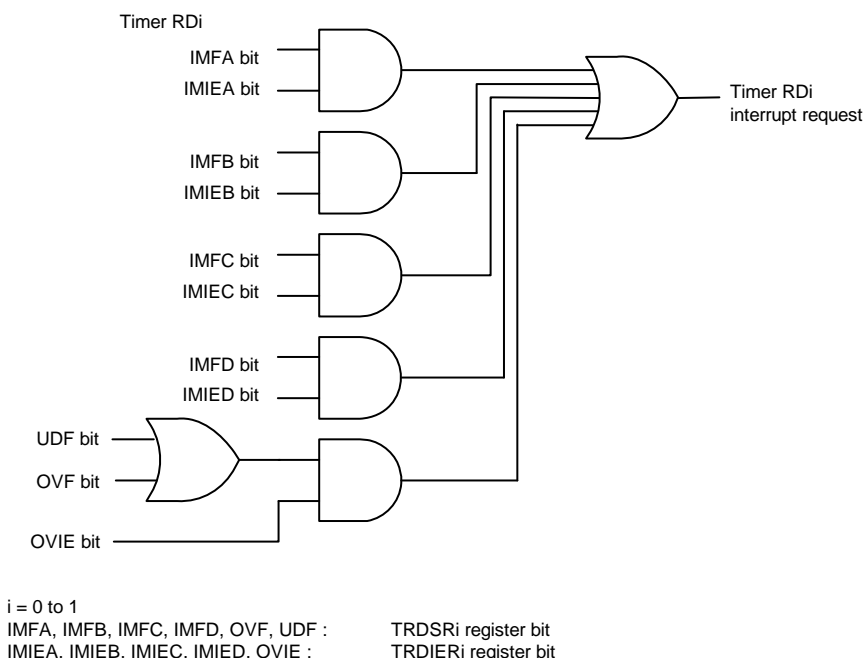 Timer RDi
IMFA bit
IMIEA bit
Timer RDi
interrupt request
IMFB bit
IMIEB bit
IMFC bit
IMIEC bit
IMFD bit
IMIED bit
UDF bit
OVF bit
OVIE bit
i = 0 to 1
IMFA, IMFB, IMFC, IMFD, OVF, UDF : TRDSRi register bit
IMIEA, IMIEB, IMIEC, IMIED, OVIE : TRDIERi register bit